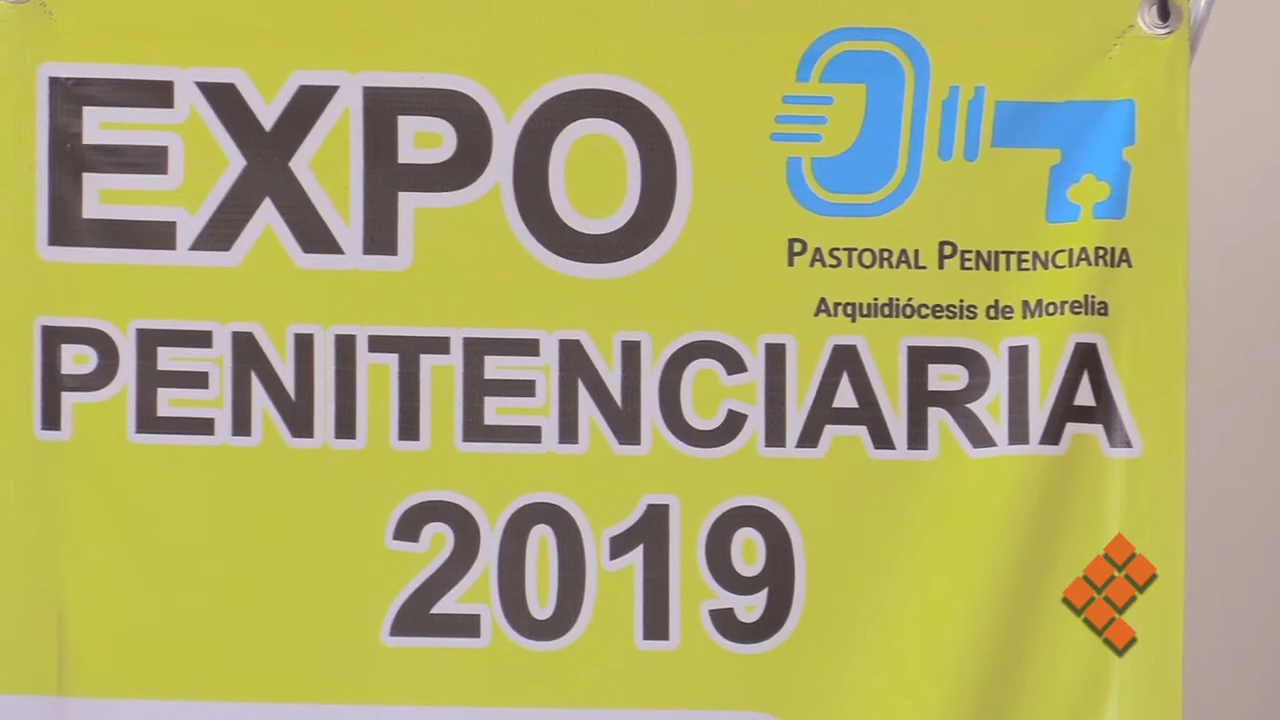 EXPO
PASTORAL PENITENCIARIA
Arquidiócesis de Morelia
PENITENCIARIA
2019